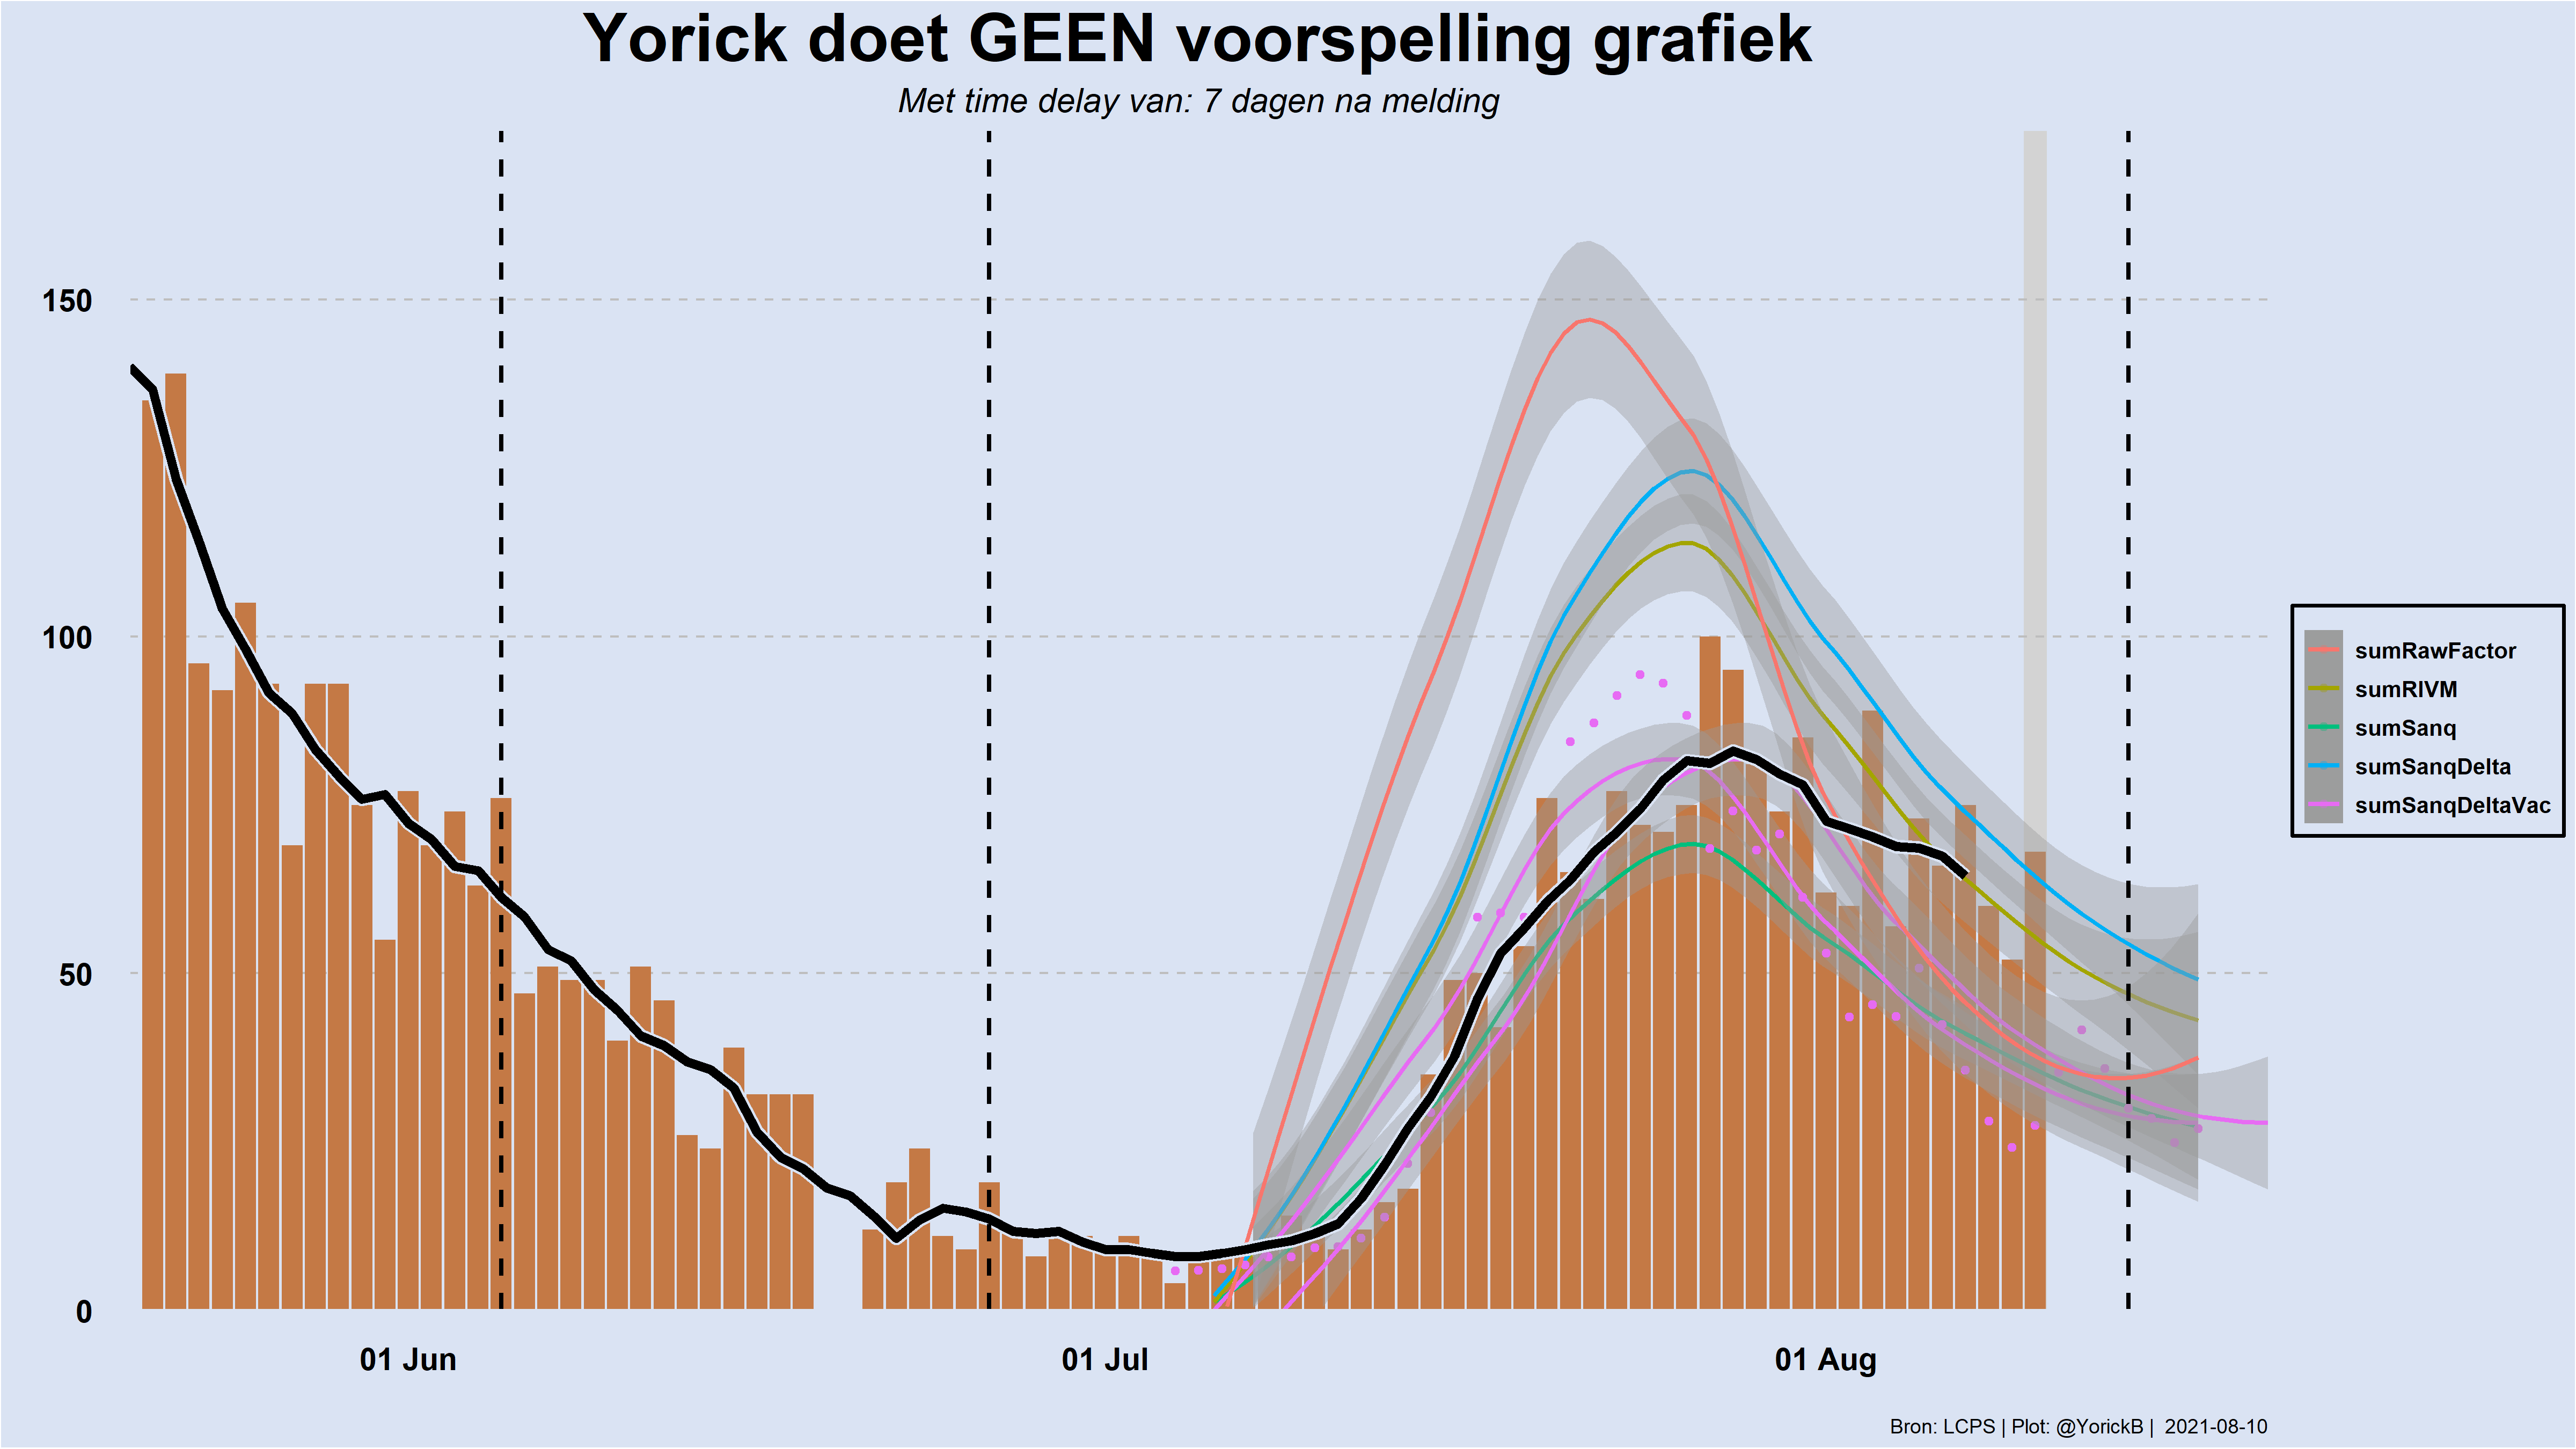 Yorick doet GEEN voorspelling grafiek
Met time delay van: 7 dagen na melding
150
100
50
0
01 Jun
01 Jul
01 Aug
sumRawFactor
sumRIVM
sumSanq
sumSanqDelta
sumSanqDeltaVac
Bron: LCPS | Plot: @YorickB | 2021-08-10